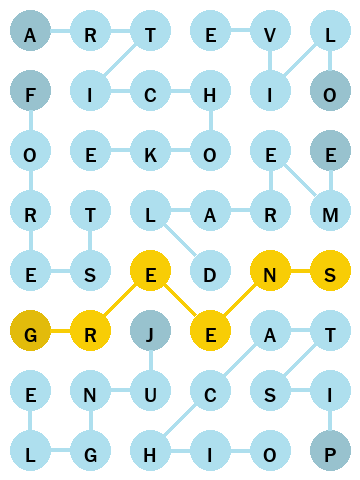 A R T E V L
F I C H I O
O E K O E E
R T L A R M
E S E D N S
G R J E A T
E N U C S I
L G H I O P